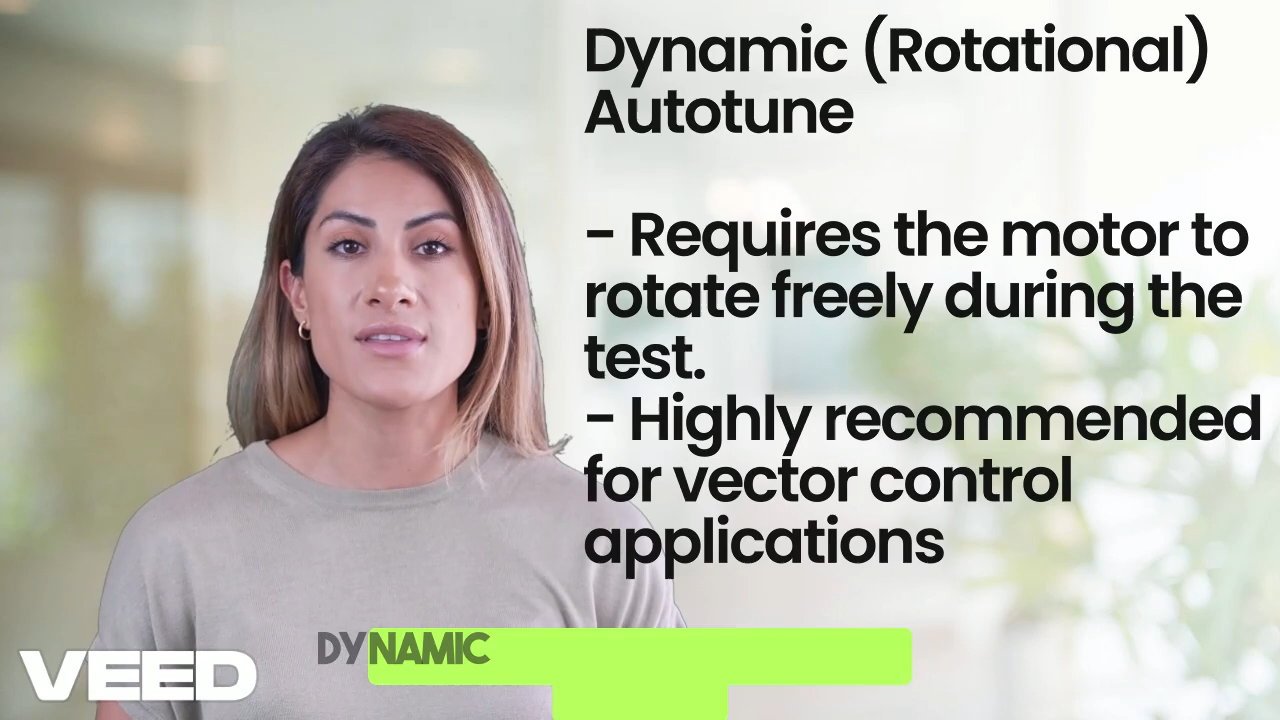 Dynamic (Rotational)
Autotune
- Requires the motor to
rotate freely during the
test.
- Highly recommended
for vector control
applications
DYNAMIC
VEED